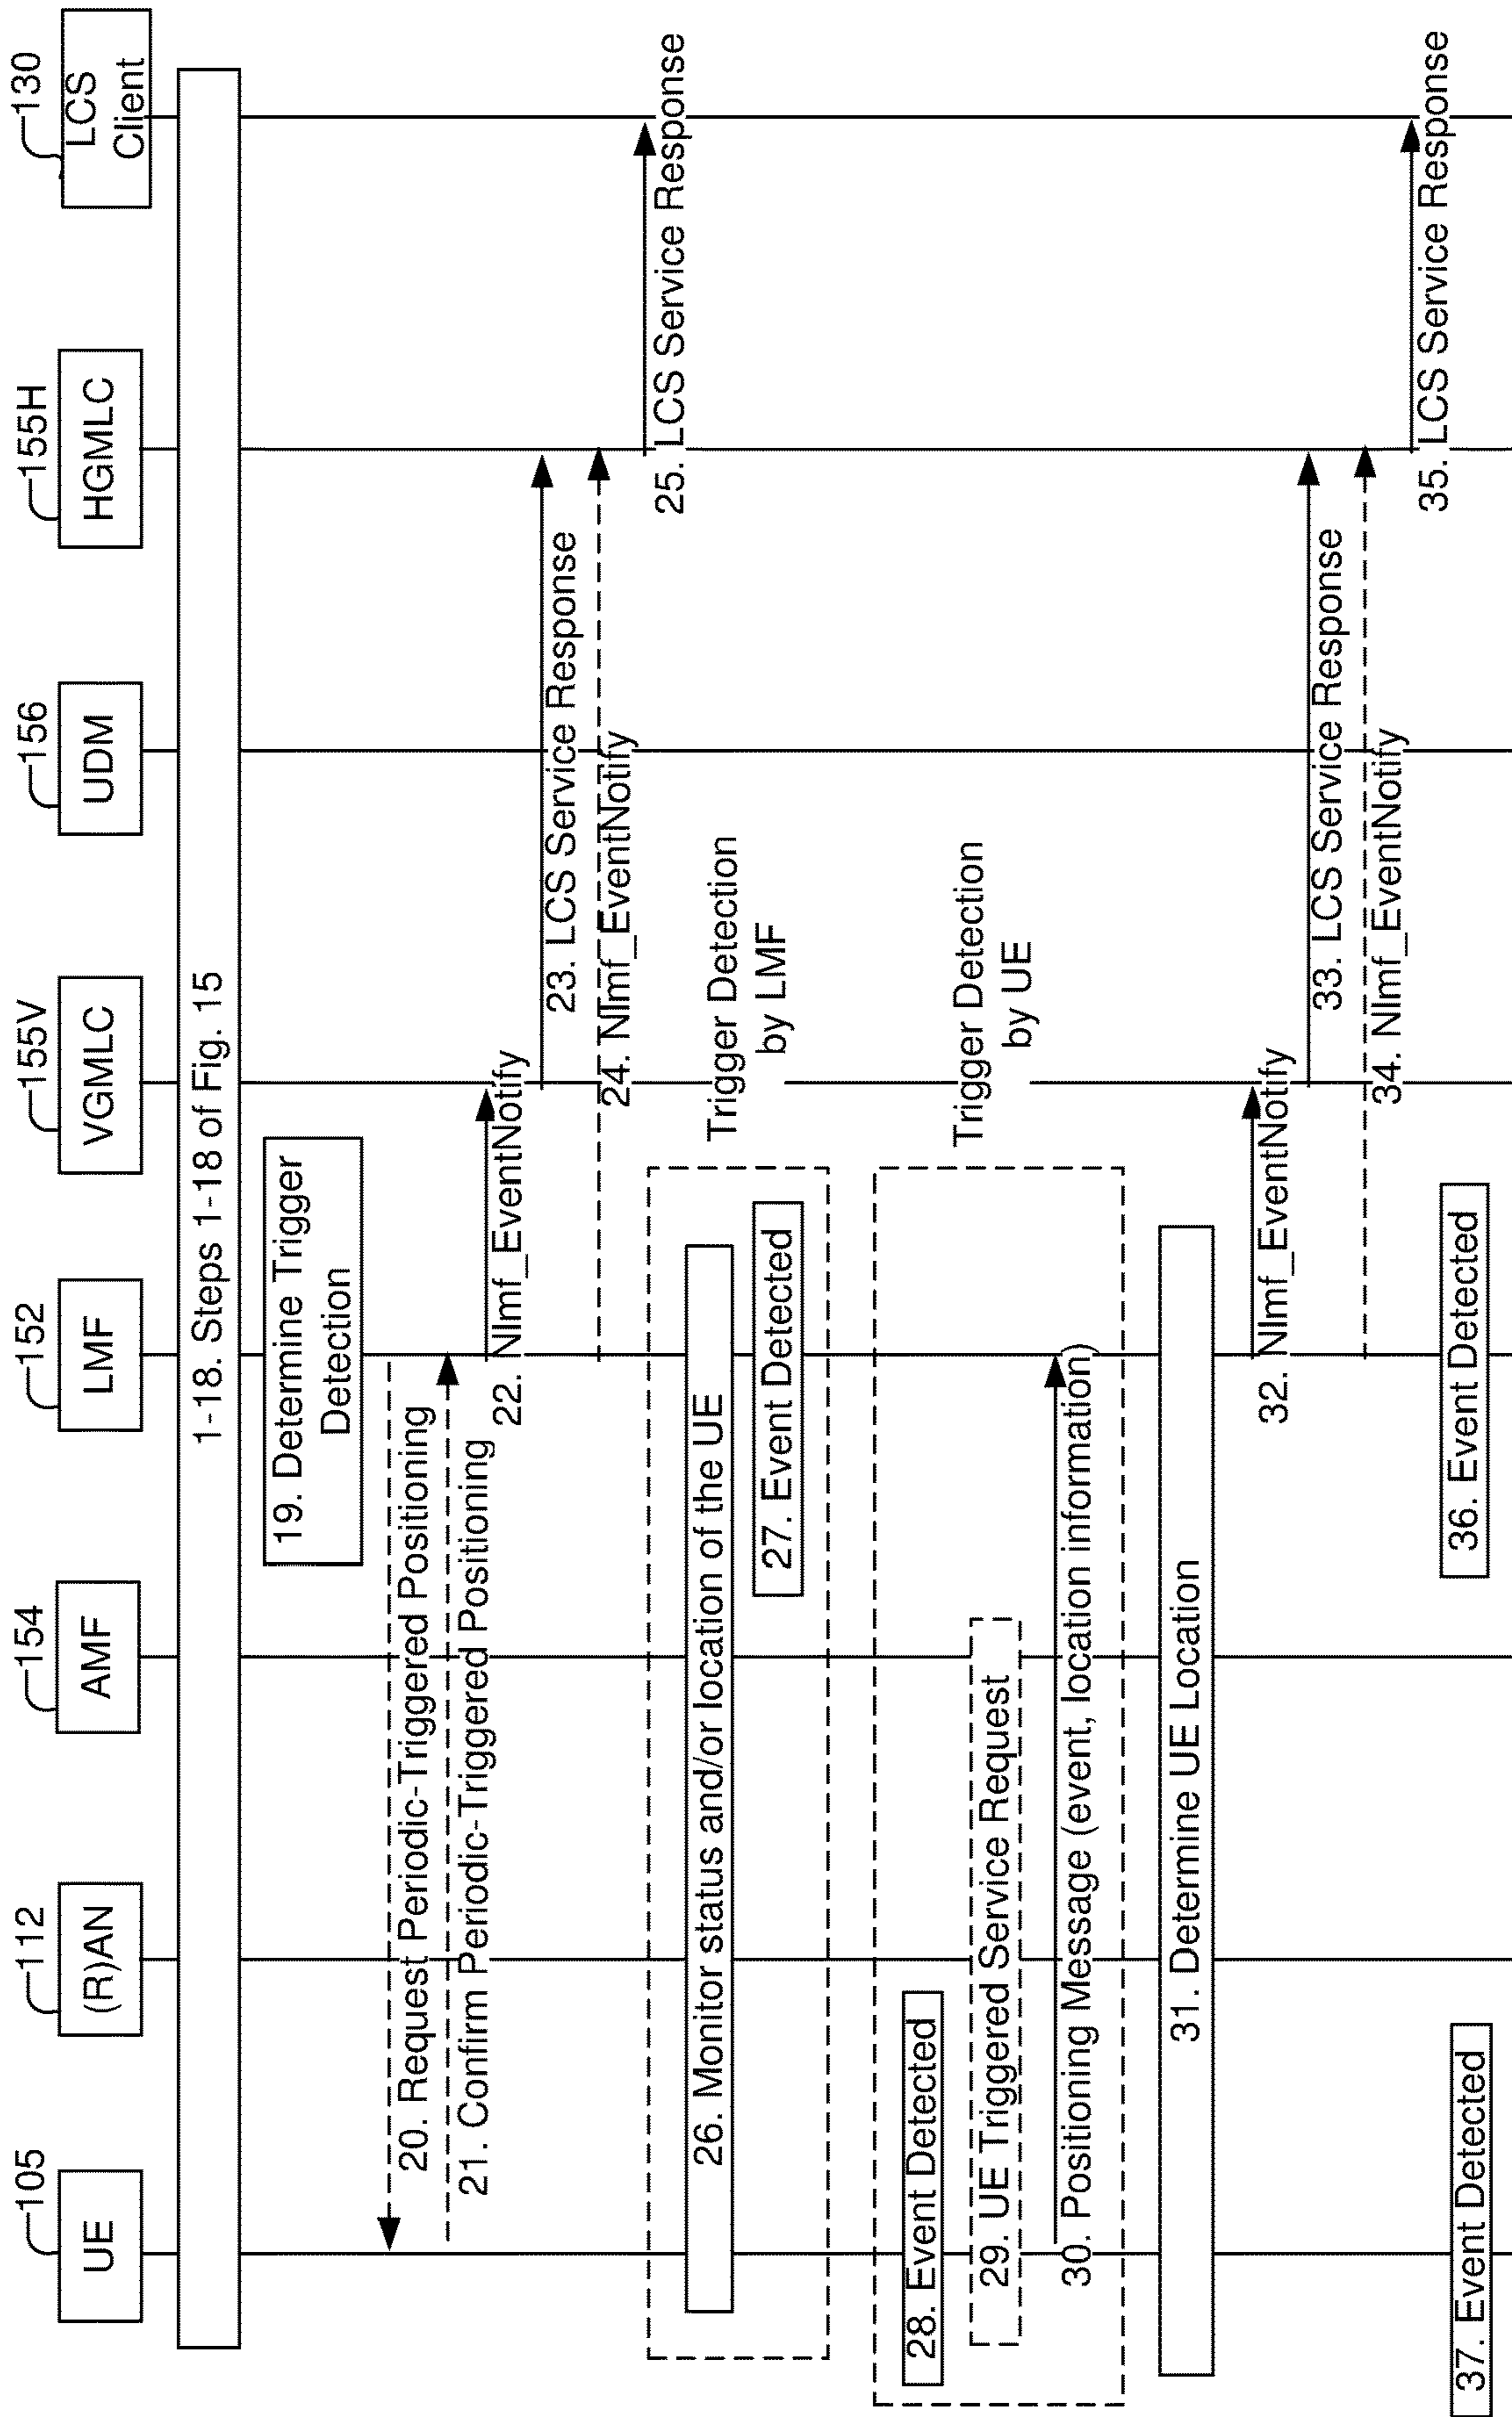 105
112
154
152
155V
156
155H
130
UE
(R)AN
AMF
LMF
VGMLC
UDM
HGMLC
LCS
Client
1-18. Steps 1-18 of Fig. 15
19. Determine Trigger
Detection
20. Request Periodic-Triggered Positioning
21. Confirm Periodic-Triggered Positioning
22. Nlmf_EventNotify
23. LCS Service Response
24. Nlmf_EventNotify
25. LCS Service Response
26. Monitor status and/or location of the UE
27. Event Detected
Trigger Detection
by LMF
28. Event Detected
29. UE Triggered Service Request
30. Positioning Message (event, location information)
Trigger Detection
by UE
31. Determine UE Location
32. Nlmf_EventNotify
33. LCS Service Response
34. Nlmf_EventNotify
35. LCS Service Response
36. Event Detected
37. Event Detected